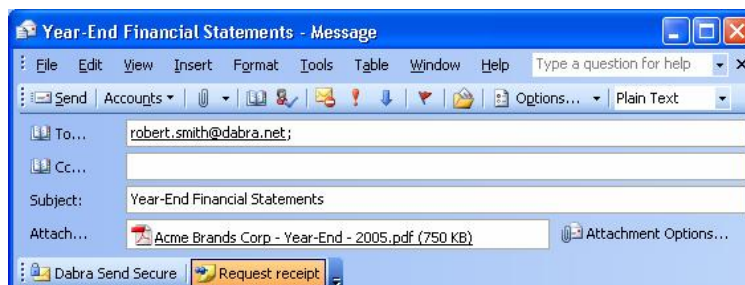 Year-End Financial Statements - Message
File Edit View Insert Format Tools Table Window Help Type a question for help
Send Accounts Options... Plain Text
To... robert.smith@dabra.net;
Cc...
Subject: Year-End Financial Statements
Attach... Acme Brands Corp - Year-End - 2005.pdf (750 KB) Attachment Options...
Dabra Send Secure Request receipt